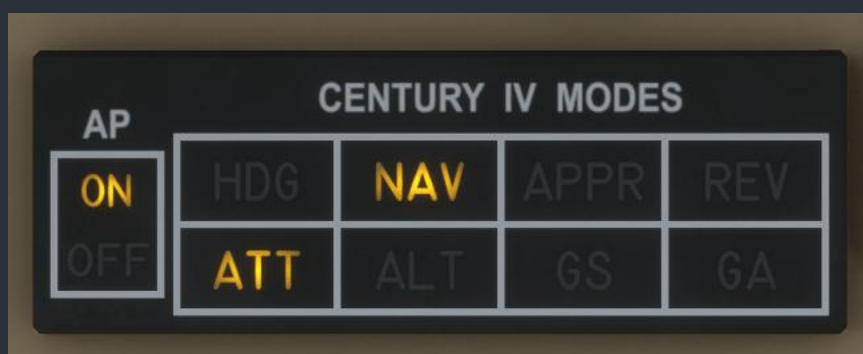 CENTURY IV MODES
AP
ON HDG NAV APPR REV
OFF ATT ALT GS GA